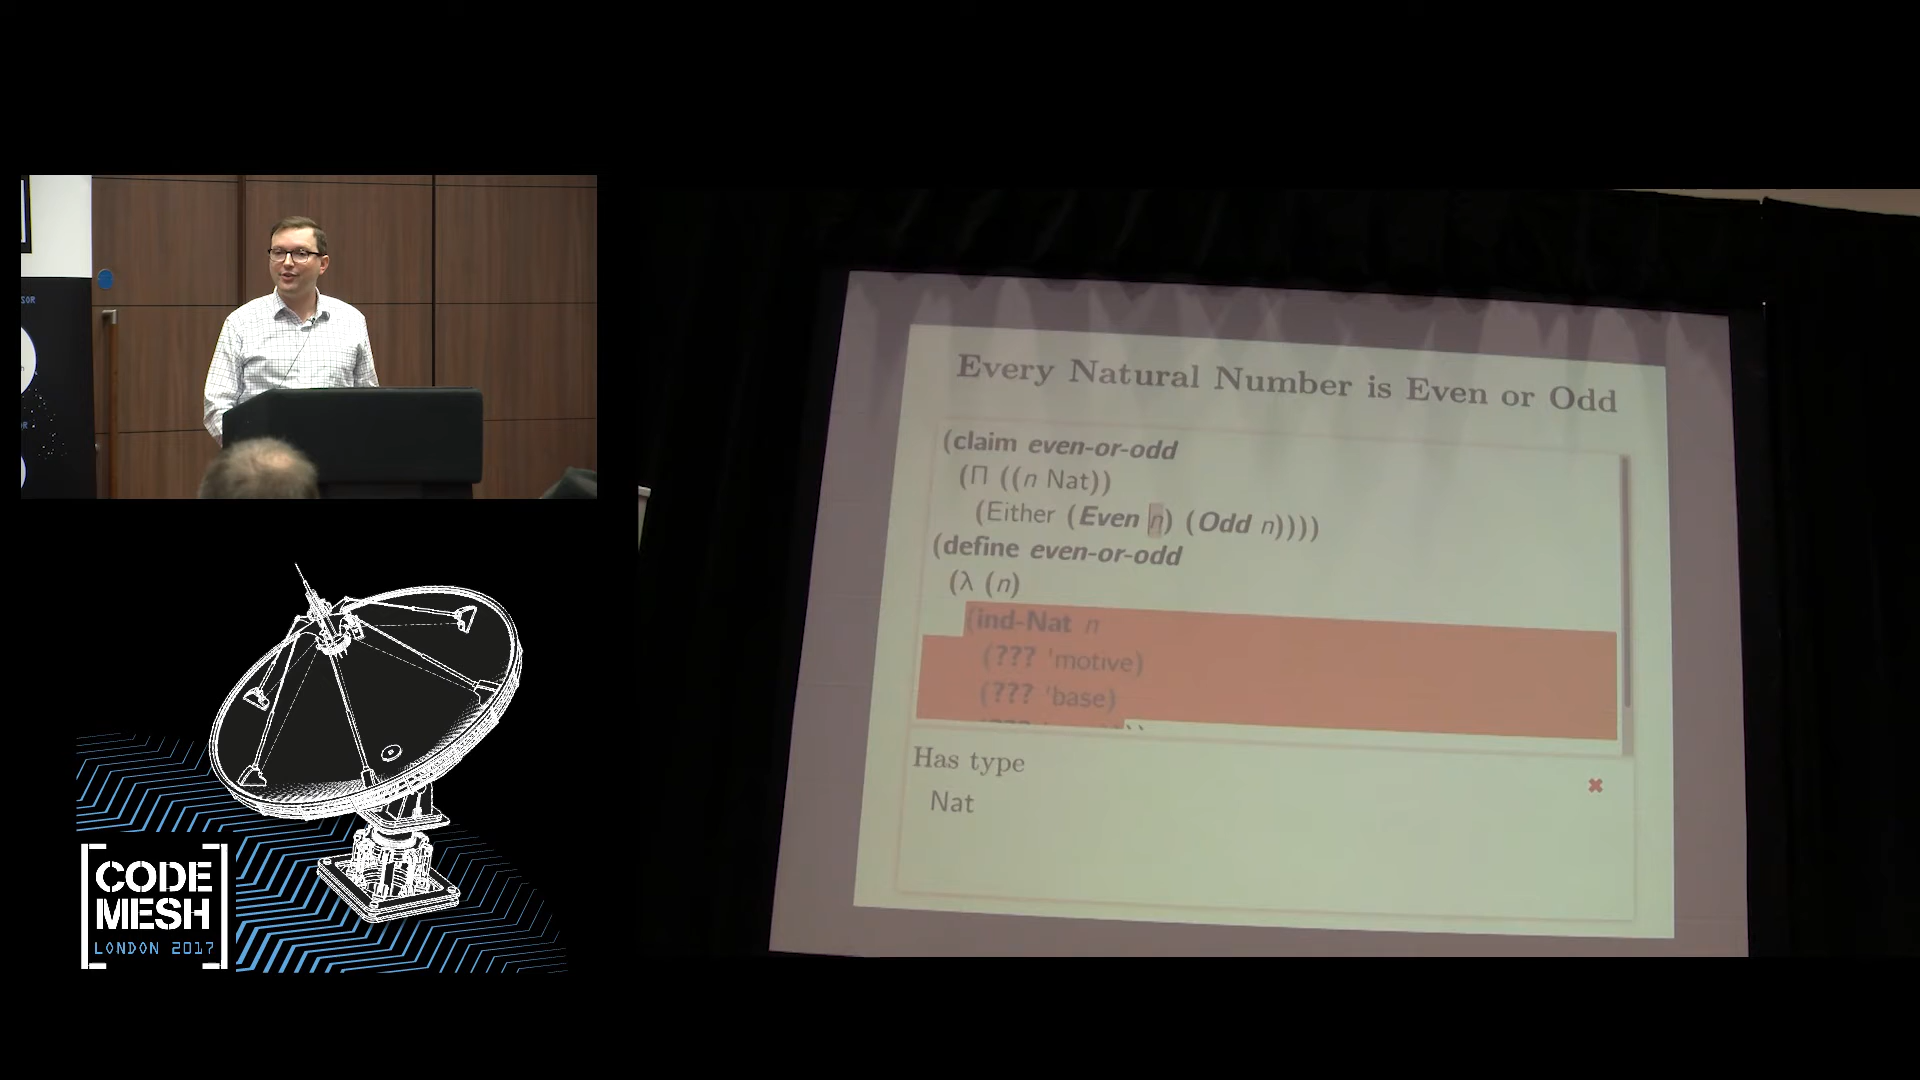 SOR
Every Natural Number is Even or Odd
(claim even-or-odd
(Π ((n Nat))
(Either (Even n) (Odd n))))
(define even-or-odd
(λ (n)
(ind-Nat n
(??? 'motive)
(??? 'base)
Has type
Nat
CODE
MESH
LONDON 2017